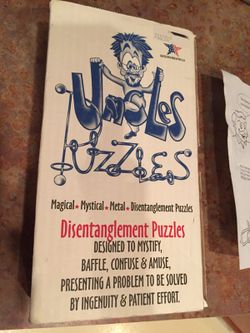 UNCLES
PUZZLES
Magical ★ Mystical ★ Metal ★ Disentanglement Puzzles
Disentanglement Puzzles
DESIGNED TO MYSTIFY,
BAFFLE, CONFUSE & AMUSE,
PRESENTING A PROBLEM TO BE SOLVED
BY INGENUITY & PATIENT EFFORT.